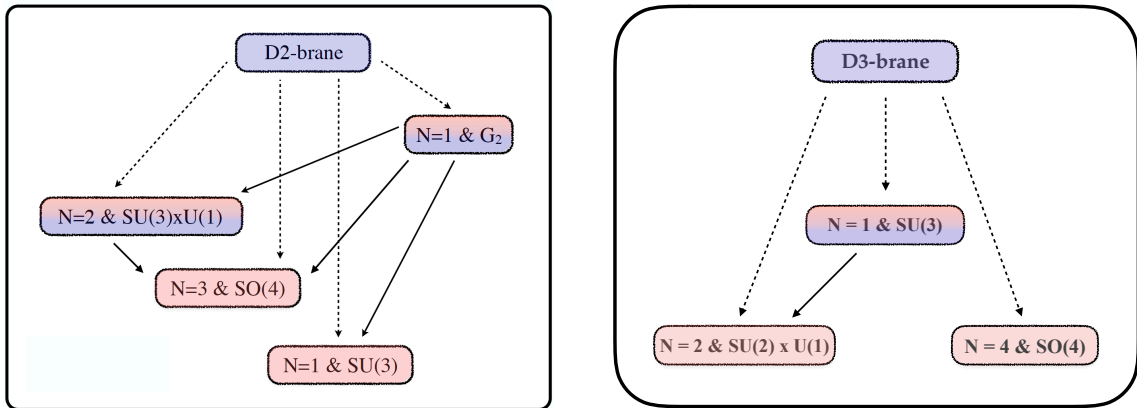 D2-brane
N=1 & G₂
N=2 & SU(3)xU(1)
N=3 & SO(4)
N=1 & SU(3)
D3-brane
N = 1 & SU(3)
N = 2 & SU(2) x U(1)
N = 4 & SO(4)